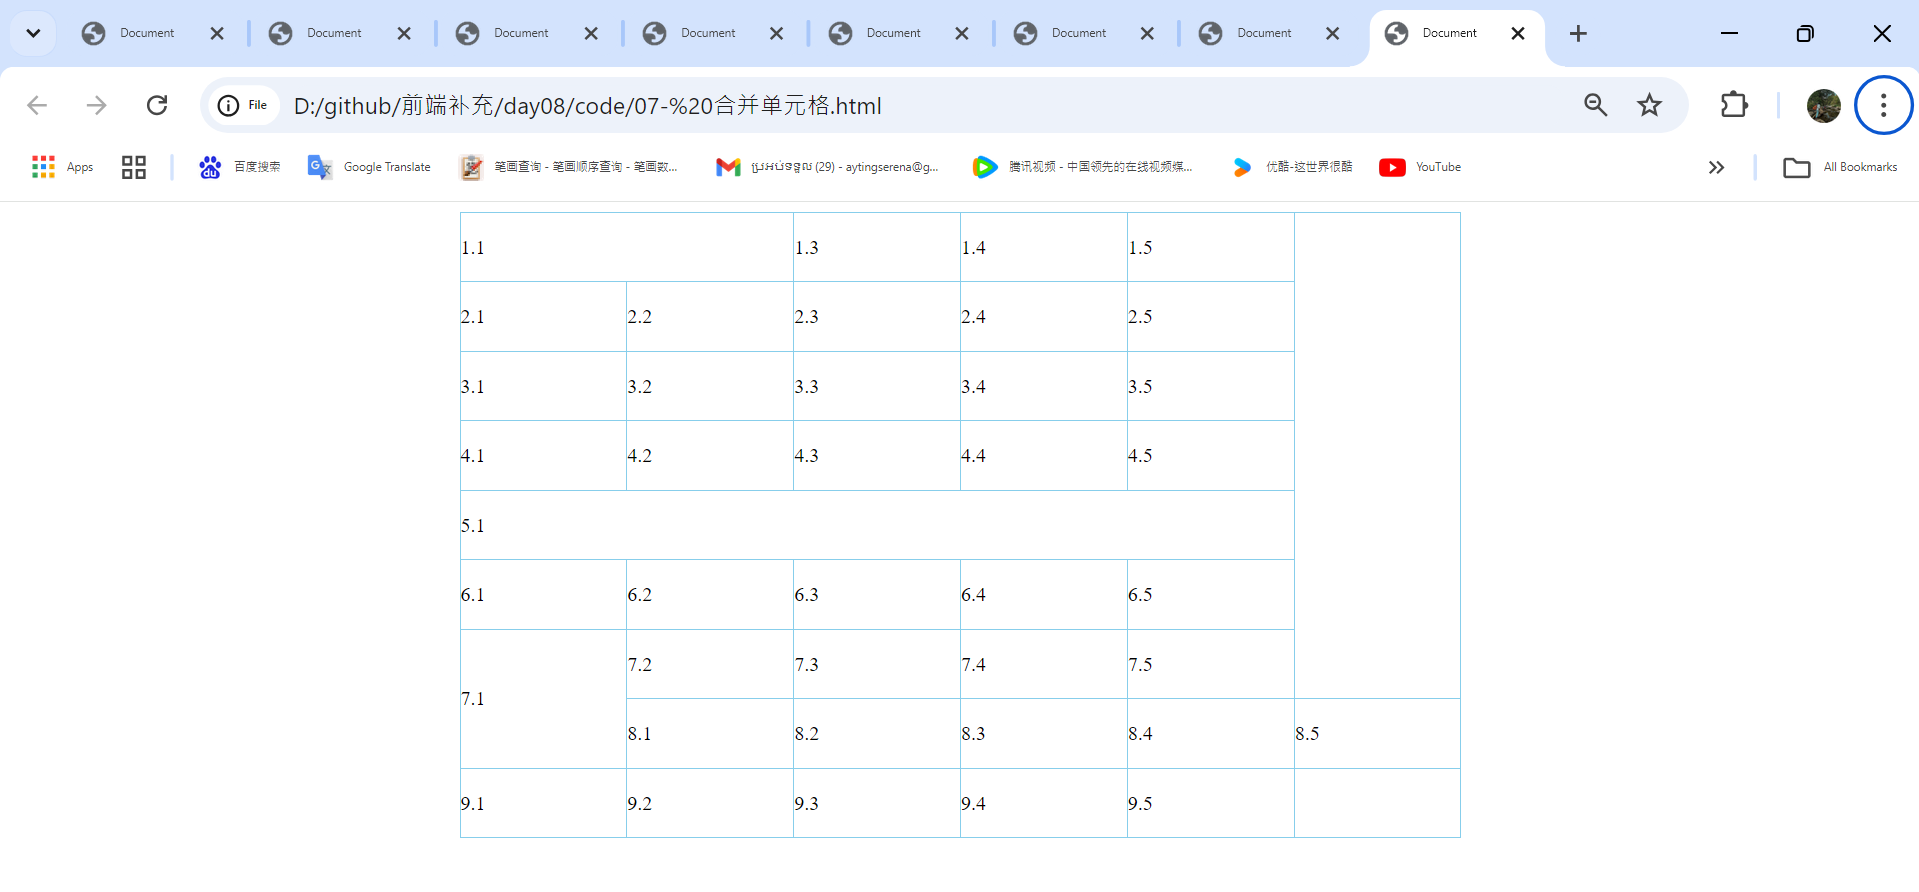 Document Document Document Document Document Document Document Document
File D:/github/前端补充/day08/code/07-%20合并单元格.html
Apps 百度搜索 Google Translate 笔画查询 - 笔画顺序查询 - 笔画数... ប្រអប់ទទួល (29) - aytingserena@g... 腾讯视频 - 中国领先的在线视频媒... 优酷-这世界很酷 YouTube All Bookmarks
1.1 1.3 1.4 1.5
2.1 2.2 2.3 2.4 2.5
3.1 3.2 3.3 3.4 3.5
4.1 4.2 4.3 4.4 4.5
5.1
6.1 6.2 6.3 6.4 6.5
7.2 7.3 7.4 7.5
7.1
8.1 8.2 8.3 8.4 8.5
9.1 9.2 9.3 9.4 9.5